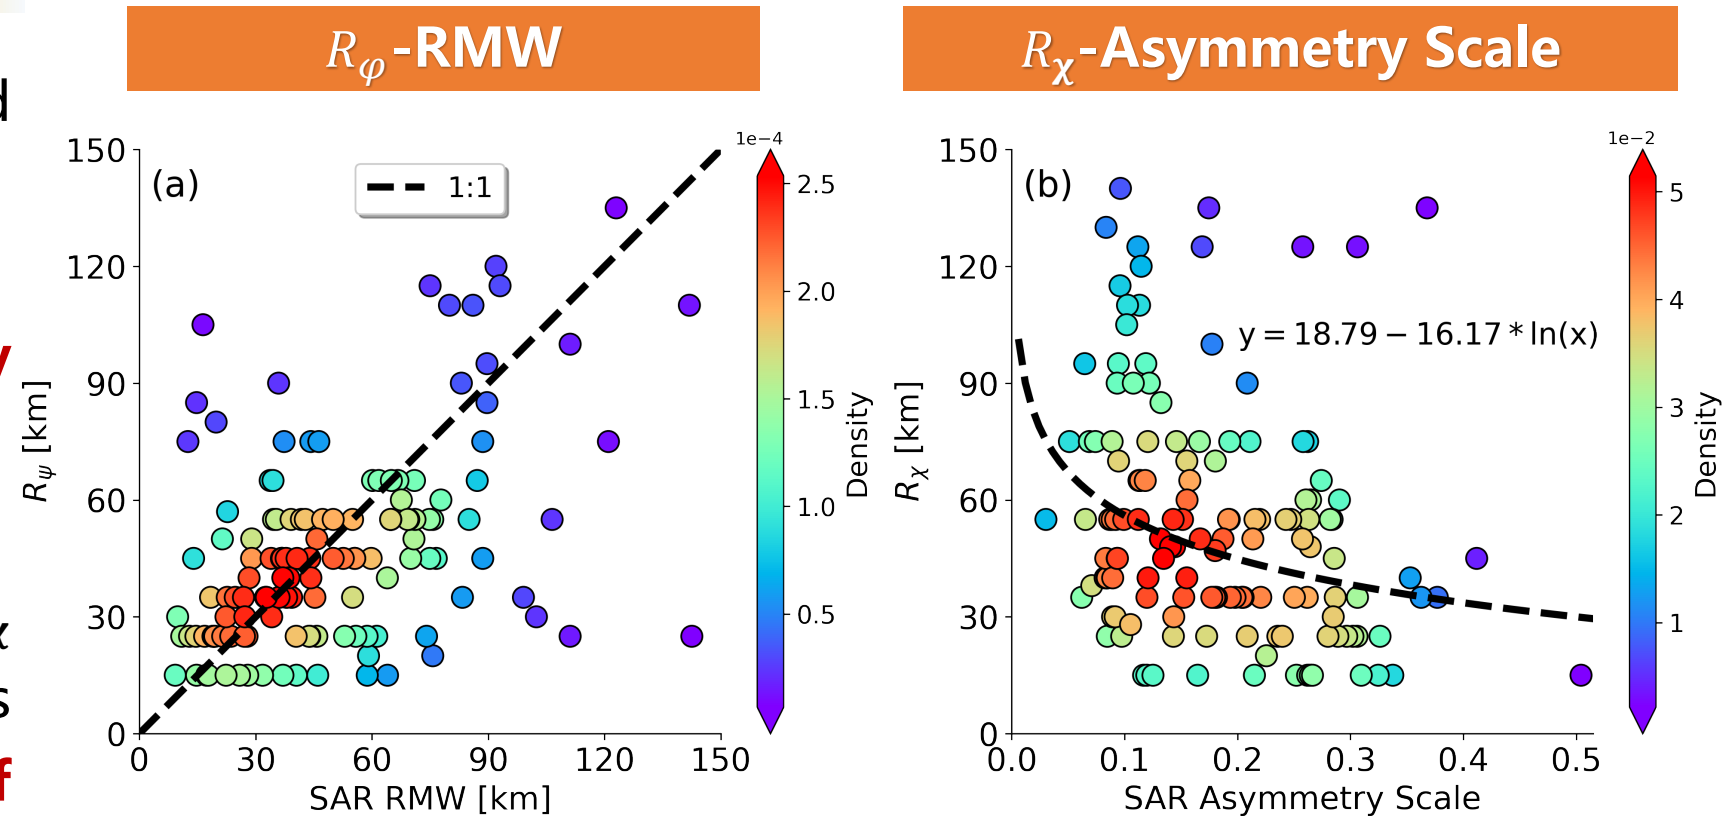 d
y
x
s
f
R𝜑-RMW
(a)
1:1
150
120
90
60
30
0
Rψ [km]
0 30 60 90 120 150
SAR RMW [km]
1e−4
2.5
2.0
1.5
1.0
0.5
Density
Rχ-Asymmetry Scale
(b)
y = 18.79 − 16.17 * ln(x)
150
120
90
60
30
0
Rχ [km]
0.0 0.1 0.2 0.3 0.4 0.5
SAR Asymmetry Scale
1e−2
5
4
3
2
1
Density